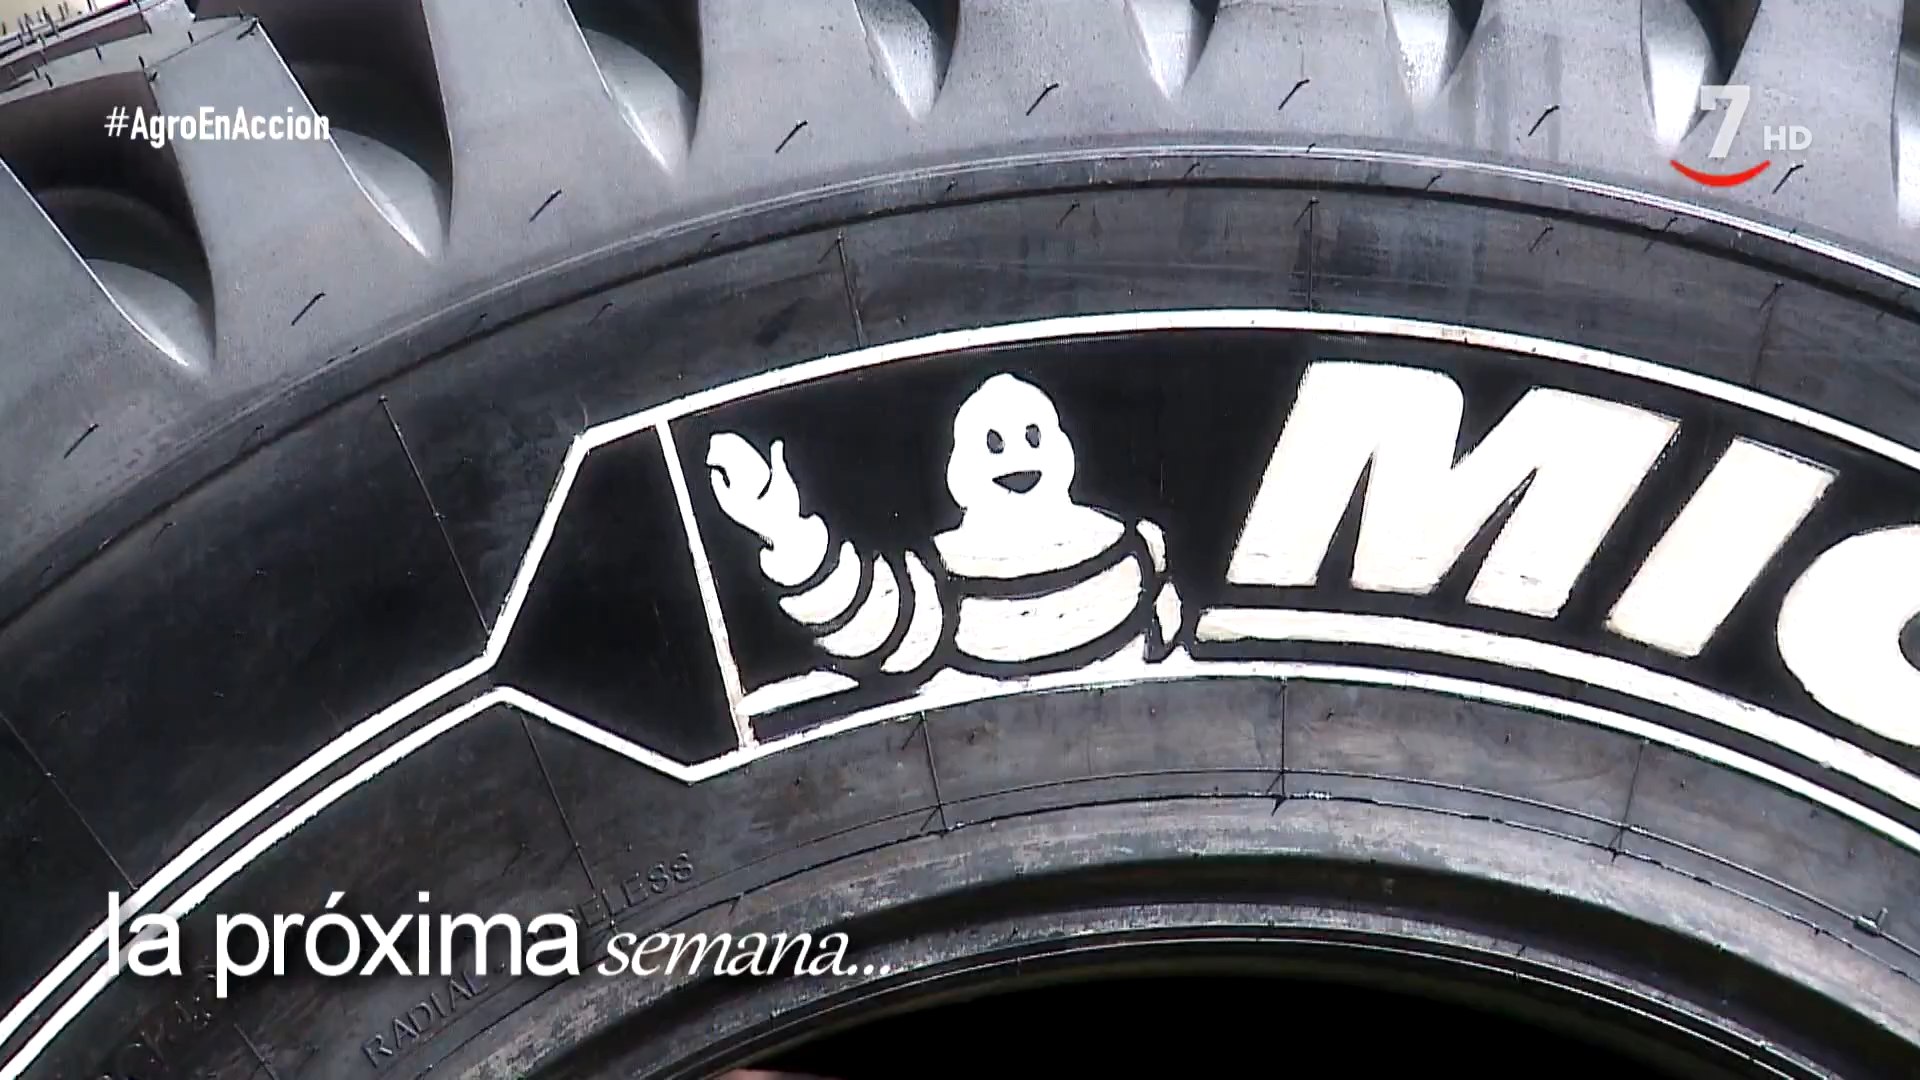 #AgroEnAccion
7 HD
MIC
la próxima semana...
RADIAL